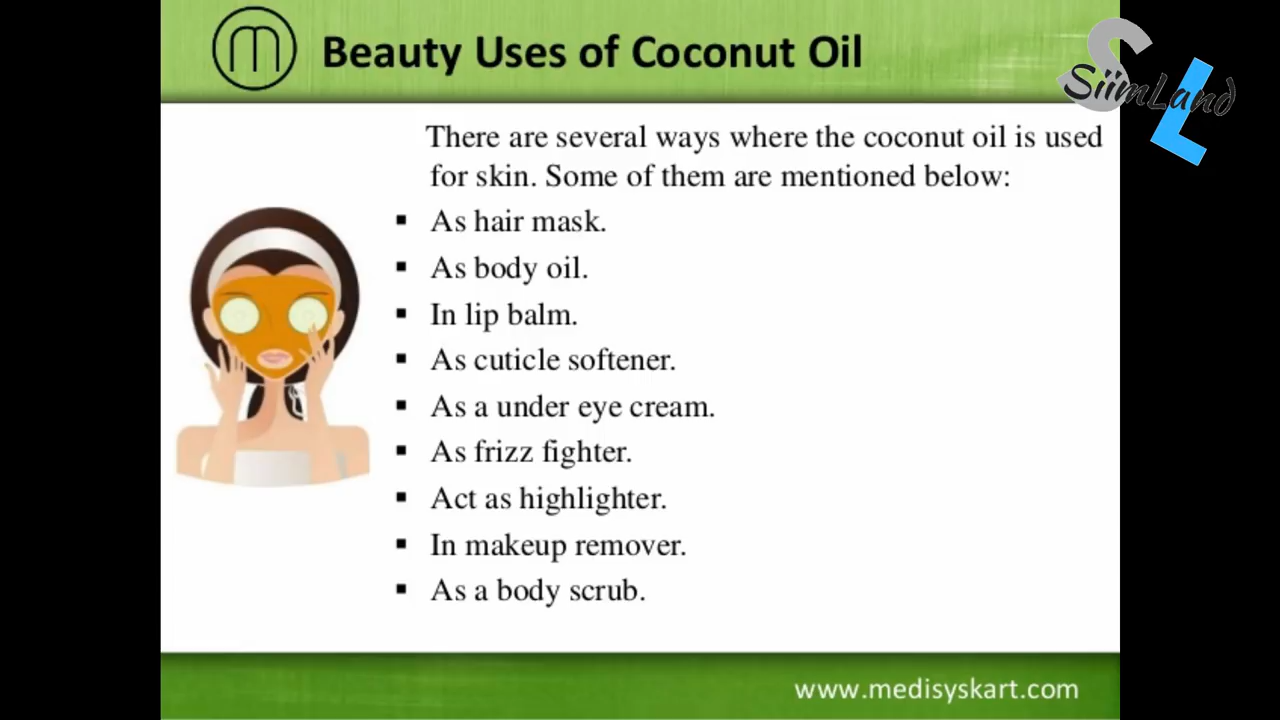 Beauty Uses of Coconut Oil
SiimLand
There are several ways where the coconut oil is used
for skin. Some of them are mentioned below:
▪ As hair mask.
▪ As body oil.
▪ In lip balm.
▪ As cuticle softener.
▪ As a under eye cream.
▪ As frizz fighter.
▪ Act as highlighter.
▪ In makeup remover.
▪ As a body scrub.
www.medisyskart.com